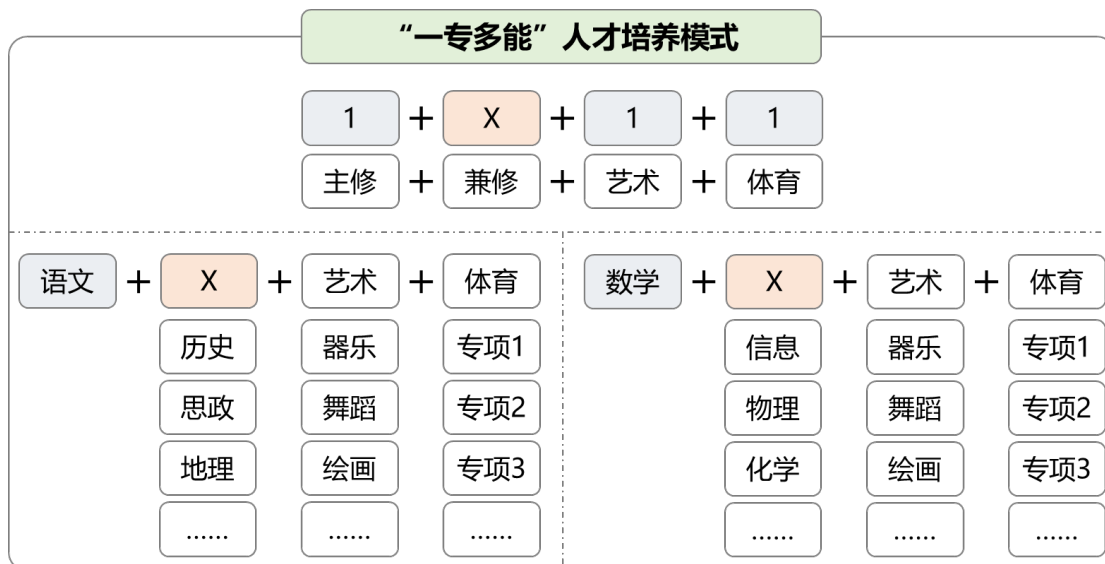 “一专多能”人才培养模式
1 + X + 1 + 1
主修 + 兼修 + 艺术 + 体育
语文 + X + 艺术 + 体育
历史 器乐 专项1
思政 舞蹈 专项2
地理 绘画 专项3
...... ...... ......
数学 + X + 艺术 + 体育
信息 器乐 专项1
物理 舞蹈 专项2
化学 绘画 专项3
...... ...... ......